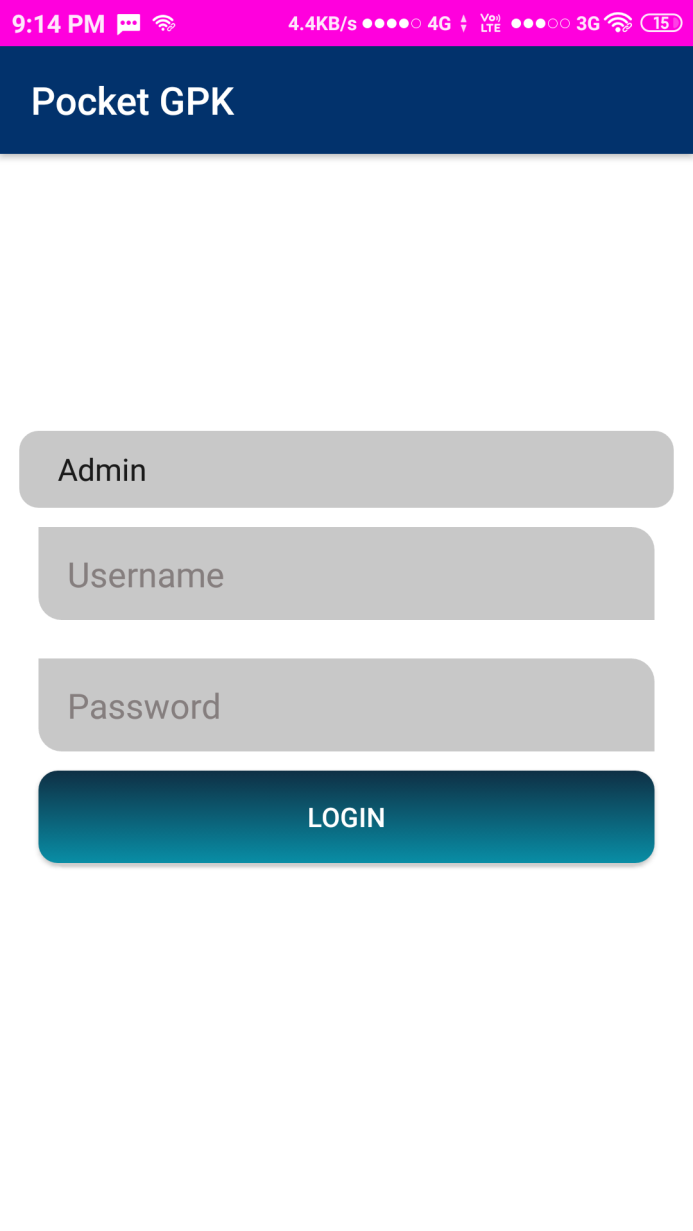 9:14 PM 4.4KB/s 4G Vo) LTE 3G 15
Pocket GPK
Admin
Username
Password
LOGIN